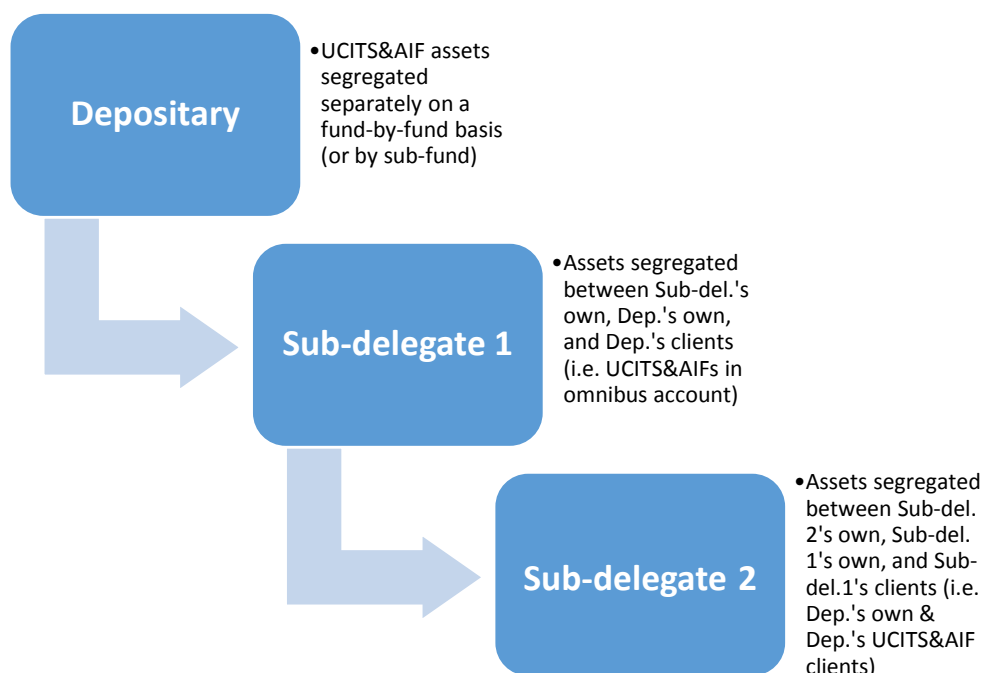 Depositary
•UCITS&AIF assets
segregated
separately on a
fund-by-fund basis
(or by sub-fund)
Sub-delegate 1
•Assets segregated
between Sub-del.'s
own, Dep.'s own,
and Dep.'s clients
(i.e. UCITS&AIFs in
omnibus account)
Sub-delegate 2
•Assets segregated
between Sub-del.
2's own, Sub-del.
1's own, and Sub-
del.1's clients (i.e.
Dep.'s own &
Dep.'s UCITS&AIF
clients)